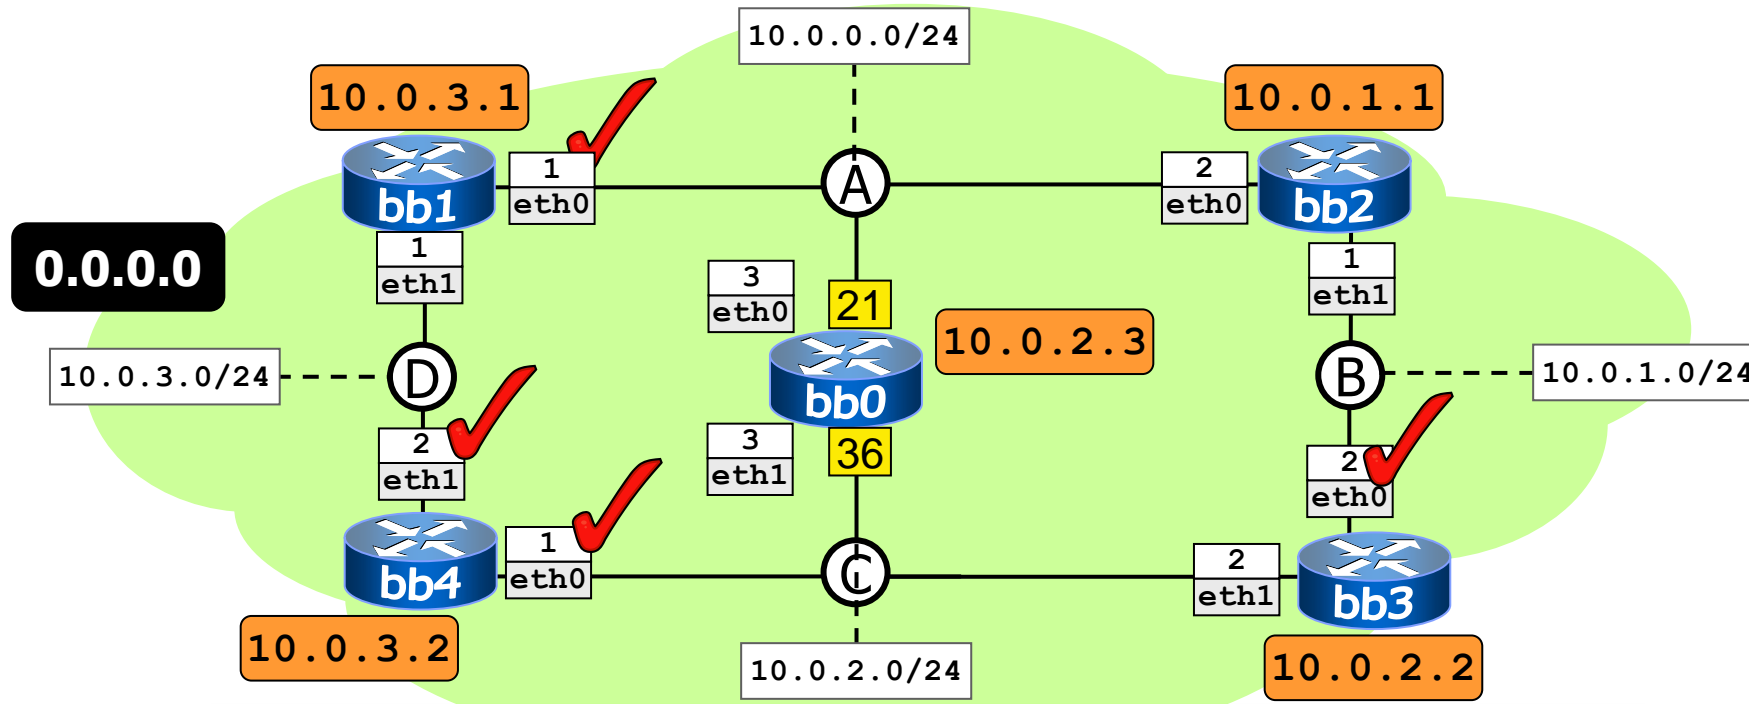 10.0.0.0/24
10.0.3.1
10.0.1.1
1
eth0
A
2
eth0
bb1
bb2
1
eth1
0.0.0.0
3
eth0
21
1
eth1
10.0.2.3
10.0.3.0/24
D
bb0
B
10.0.1.0/24
2
eth1
3
eth1
36
2
eth0
1
eth0
C
2
eth1
bb4
bb3
10.0.3.2
10.0.2.0/24
10.0.2.2